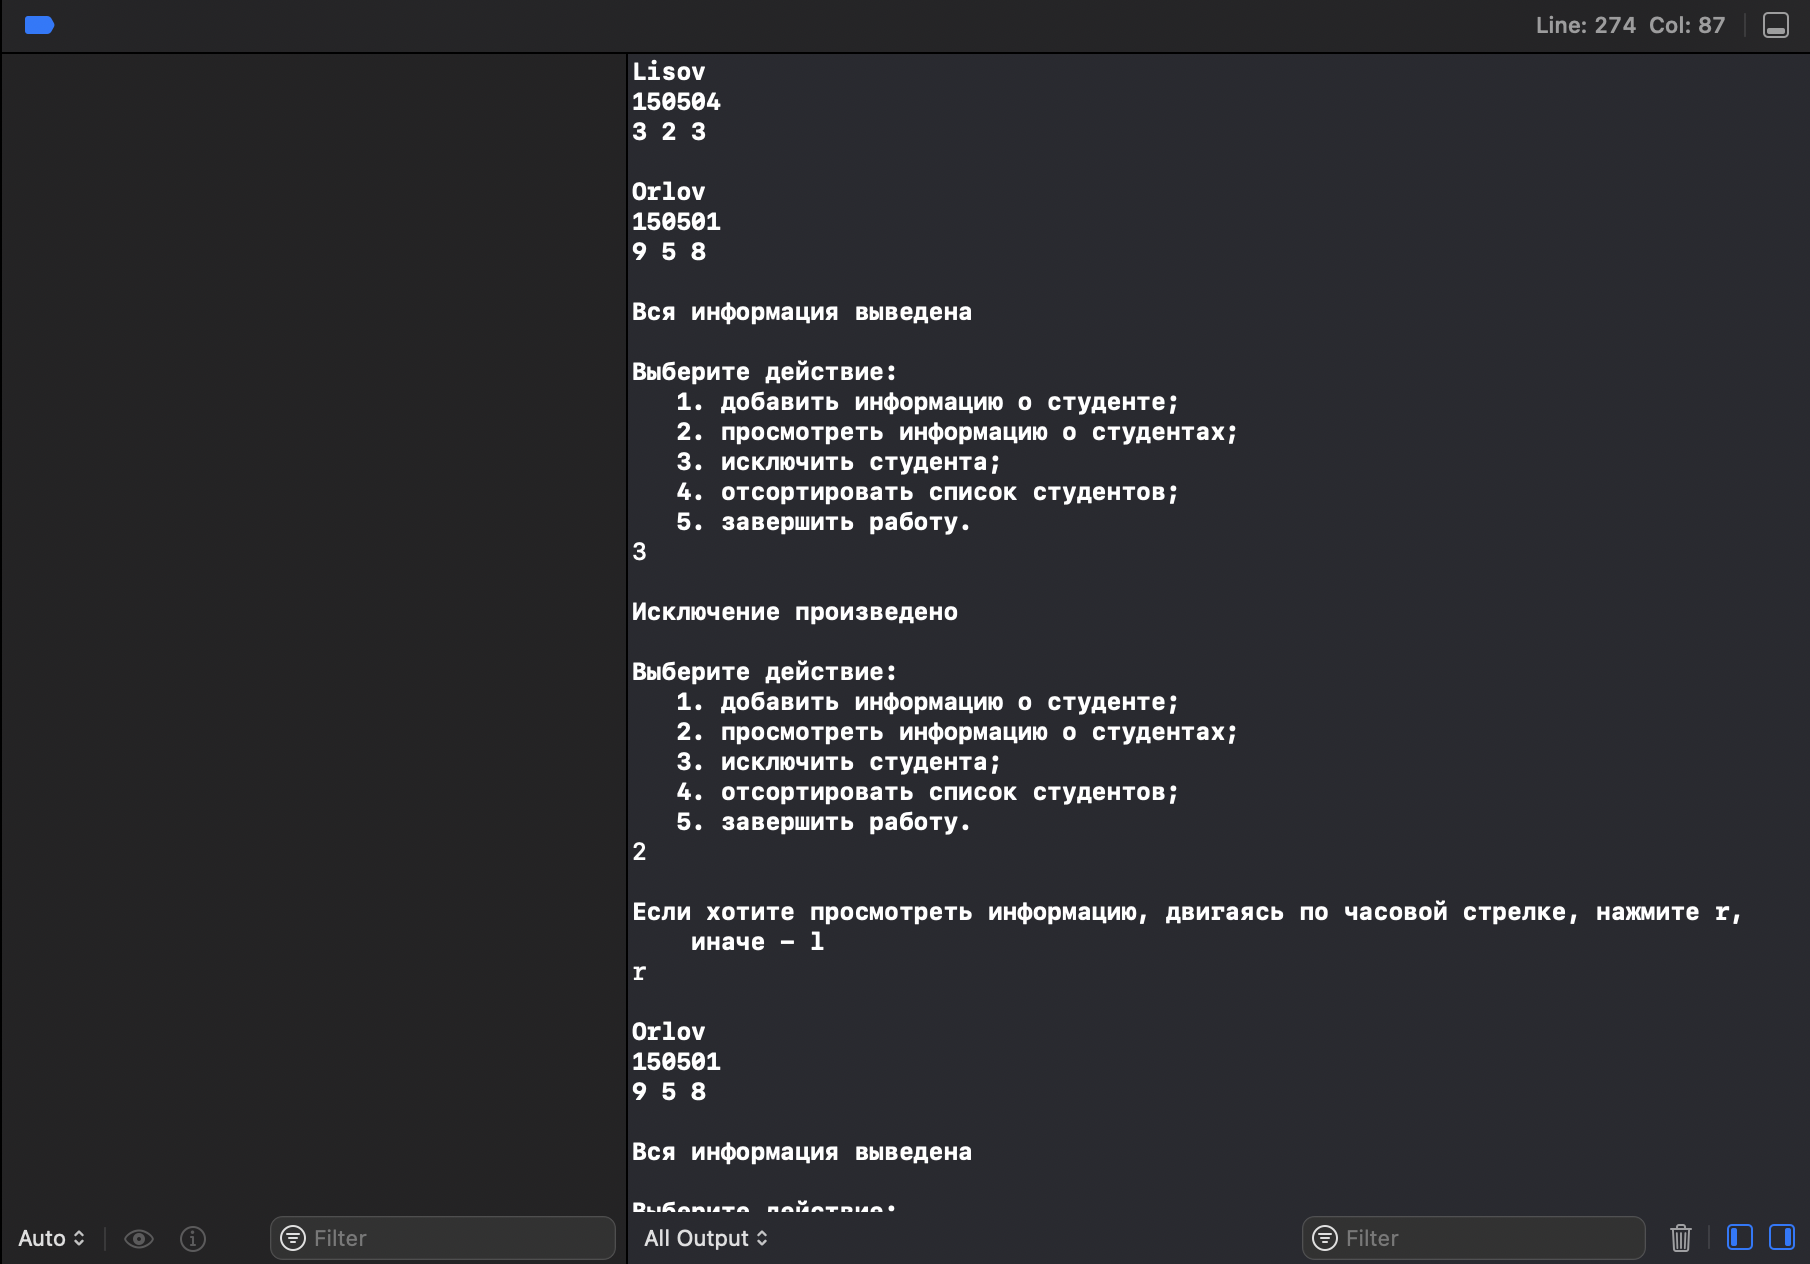 Line: 274 Col: 87
Lisov
150504
3 2 3
Orlov
150501
9 5 8
Вся информация выведена
Выберите действие:
1. добавить информацию о студенте;
2. просмотреть информацию о студентах;
3. исключить студента;
4. отсортировать список студентов;
5. завершить работу.
3
Исключение произведено
Выберите действие:
1. добавить информацию о студенте;
2. просмотреть информацию о студентах;
3. исключить студента;
4. отсортировать список студентов;
5. завершить работу.
2
Если хотите просмотреть информацию, двигаясь по часовой стрелке, нажмите r,
иначе – l
r
Orlov
150501
9 5 8
Вся информация выведена
Выберите действие:
Auto
Filter
All Output
Filter